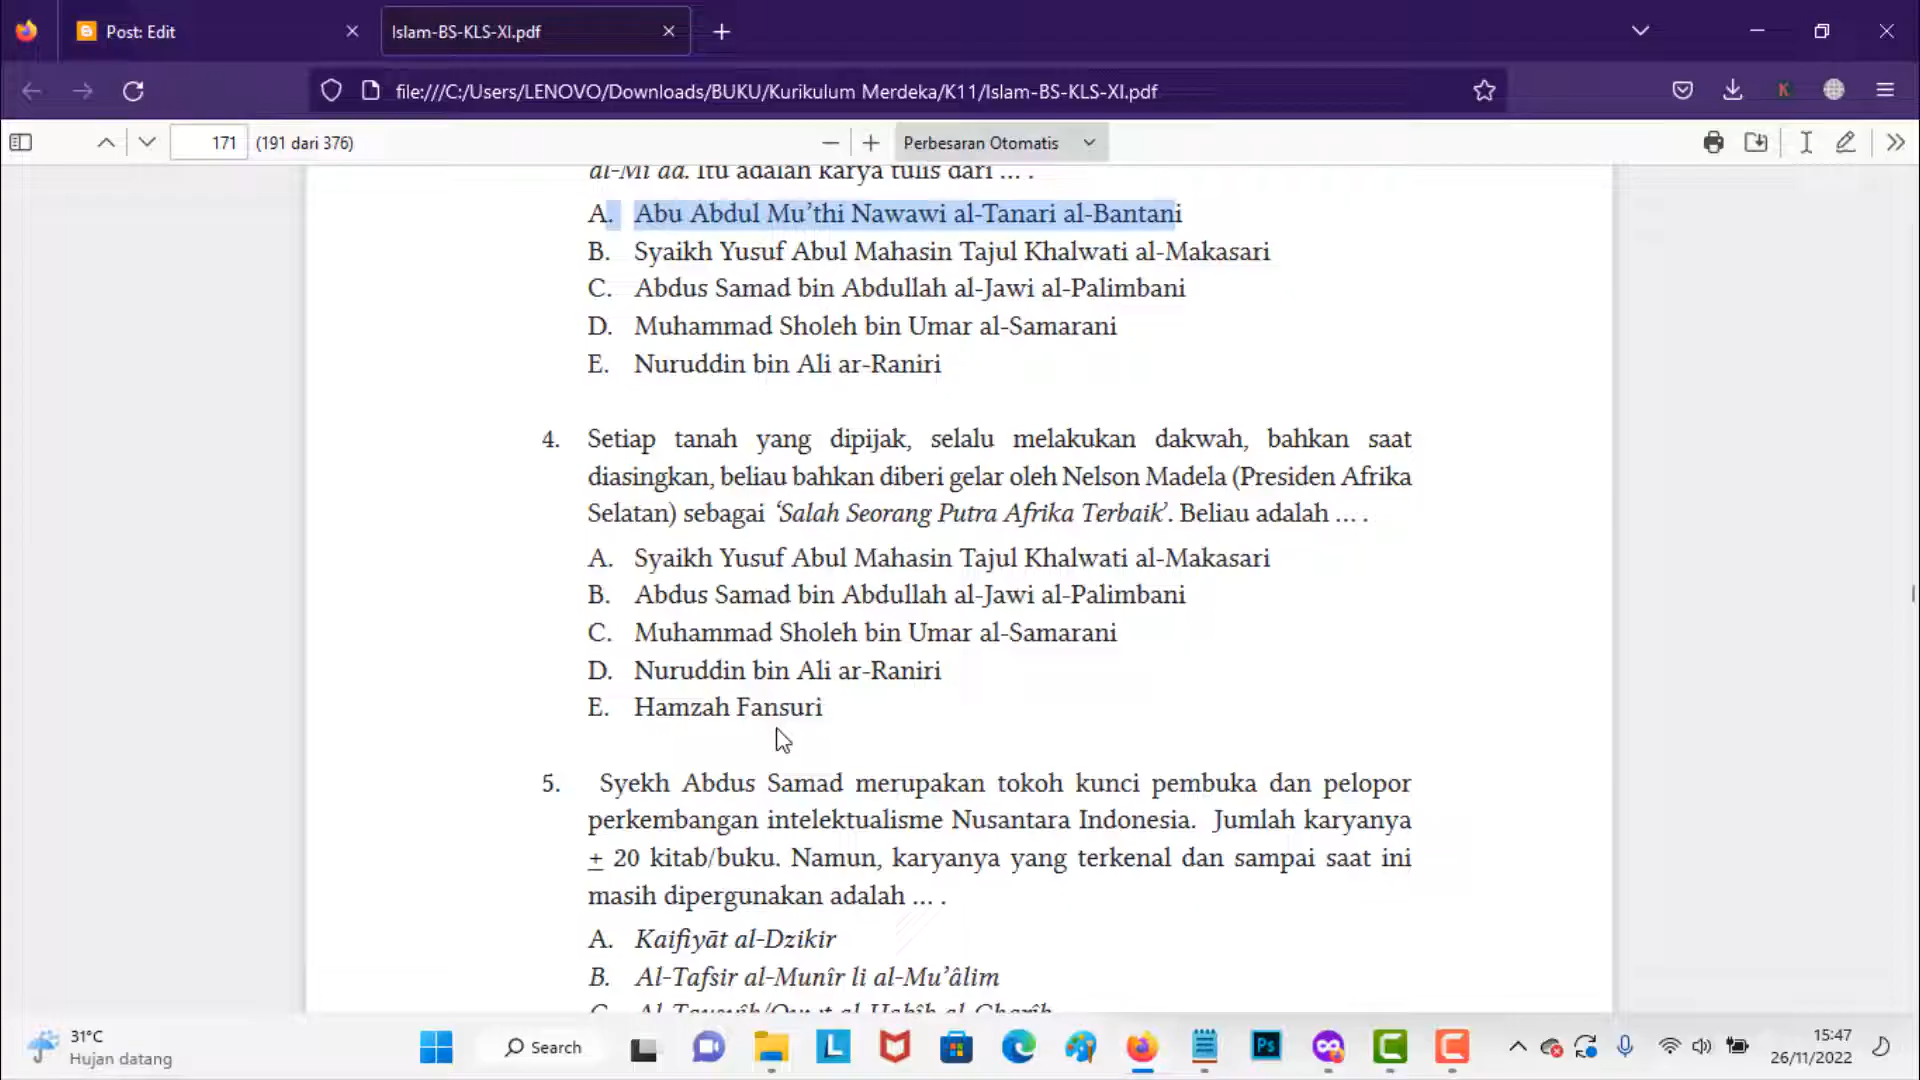 Post: Edit
Islam-BS-KLS-XI.pdf
file:///C:/Users/LENOVO/Downloads/BUKU/Kurikulum Merdeka/K11/Islam-BS-KLS-XI.pdf
171 (191 dari 376)
Perbesaran Otomatis
al-Mi'ad. Itu adalah karya tulis dari ... .
A. Abu Abdul Mu’thi Nawawi al-Tanari al-Bantani
B. Syaikh Yusuf Abul Mahasin Tajul Khalwati al-Makasari
C. Abdus Samad bin Abdullah al-Jawi al-Palimbani
D. Muhammad Sholeh bin Umar al-Samarani
E. Nuruddin bin Ali ar-Raniri
4. Setiap tanah yang dipijak, selalu melakukan dakwah, bahkan saat
diasingkan, beliau bahkan diberi gelar oleh Nelson Madela (Presiden Afrika
Selatan) sebagai ‘Salah Seorang Putra Afrika Terbaik’. Beliau adalah ... .
A. Syaikh Yusuf Abul Mahasin Tajul Khalwati al-Makasari
B. Abdus Samad bin Abdullah al-Jawi al-Palimbani
C. Muhammad Sholeh bin Umar al-Samarani
D. Nuruddin bin Ali ar-Raniri
E. Hamzah Fansuri
5. Syekh Abdus Samad merupakan tokoh kunci pembuka dan pelopor
perkembangan intelektualisme Nusantara Indonesia. Jumlah karyanya
± 20 kitab/buku. Namun, karyanya yang terkenal dan sampai saat ini
masih dipergunakan adalah ... .
A. Kaifiyāt al-Dzikir
B. Al-Tafsir al-Munîr li al-Mu’âlim
31°C
Hujan datang
Search
15:47
26/11/2022